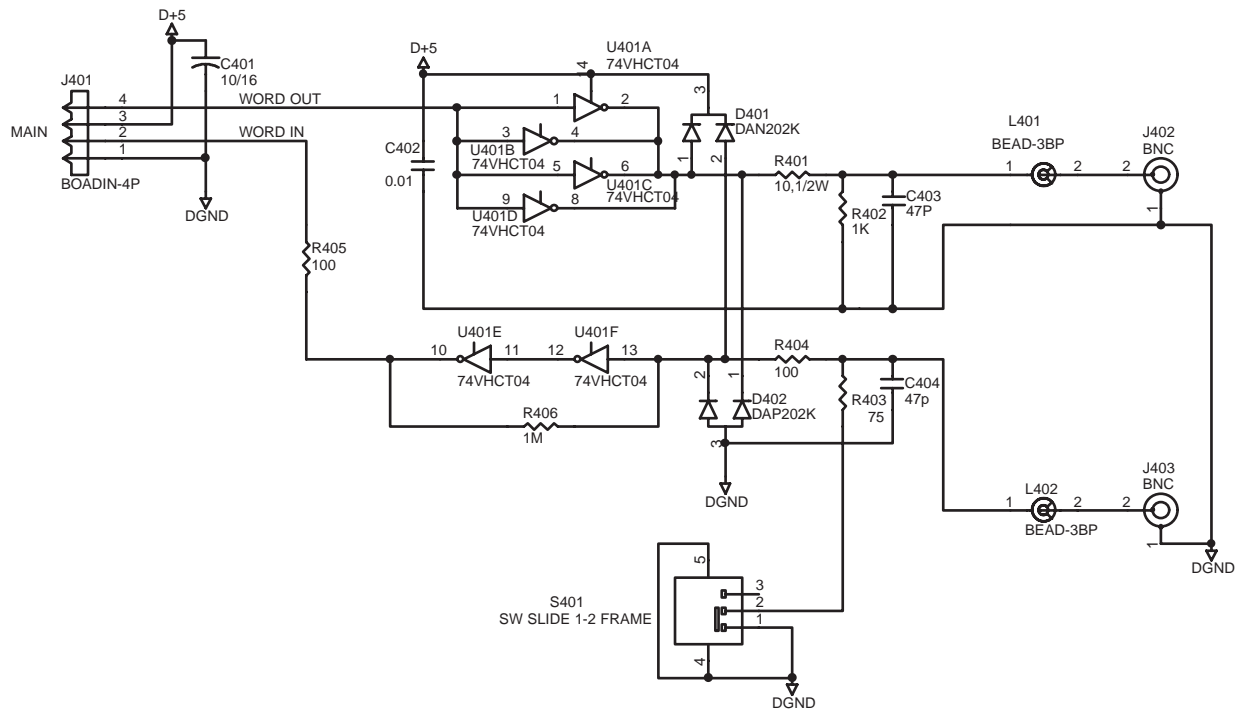 D+5
C401
10/16
J401
4
3
2
1
WORD OUT
WORD IN
MAIN
BOADIN-4P
DGND
R405
100
D+5
U401A
74VHCT04
14
1
2
3
4
U401B
74VHCT04
5
6
U401C
74VHCT04
9
8
U401D
74VHCT04
C402
0.01
3
D401
DAN202K
1
2
R401
10,1/2W
R402
1K
C403
47P
L401
BEAD-3BP
1
2
2
J402
BNC
1
U401E
10
11
74VHCT04
U401F
12
13
74VHCT04
R406
1M
2
1
D402
DAP202K
3
DGND
R404
100
R403
75
C404
47p
L402
1
2
2
BEAD-3BP
J403
BNC
1
DGND
S401
SW SLIDE 1-2 FRAME
5
3
2
1
4
DGND